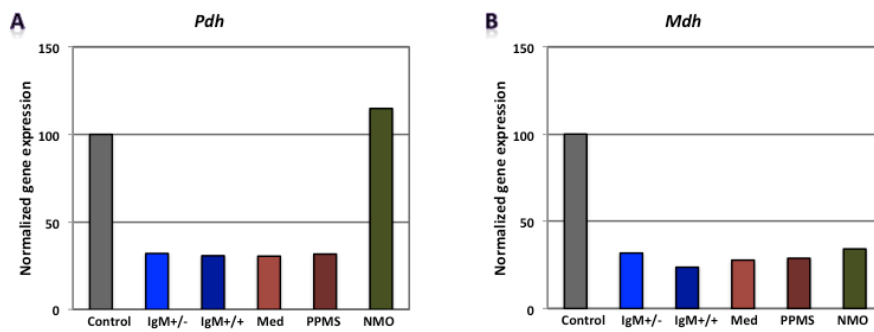 A
Pdh
Normalized gene expression
150
100
50
0
Control IgM+/- IgM+/+ Med PPMS NMO
B
Mdh
Normalized gene expression
150
100
50
0
Control IgM+/- IgM+/+ Med PPMS NMO